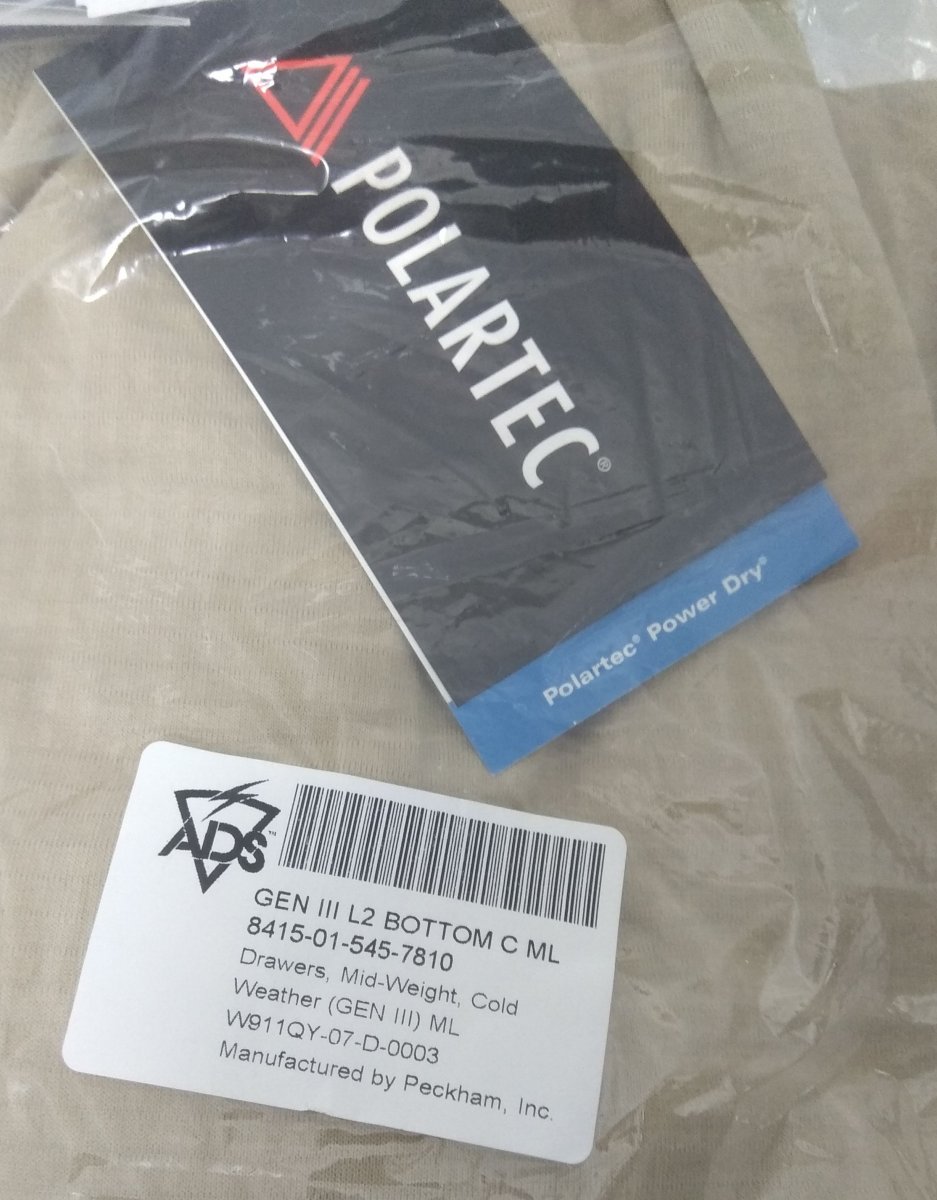 POLARTEC®
Polartec® Power Dry®
ADS™
GEN III L2 BOTTOM C ML
8415-01-545-7810
Drawers, Mid-Weight, Cold
Weather (GEN III) ML
W911QY-07-D-0003
Manufactured by Peckham, Inc.